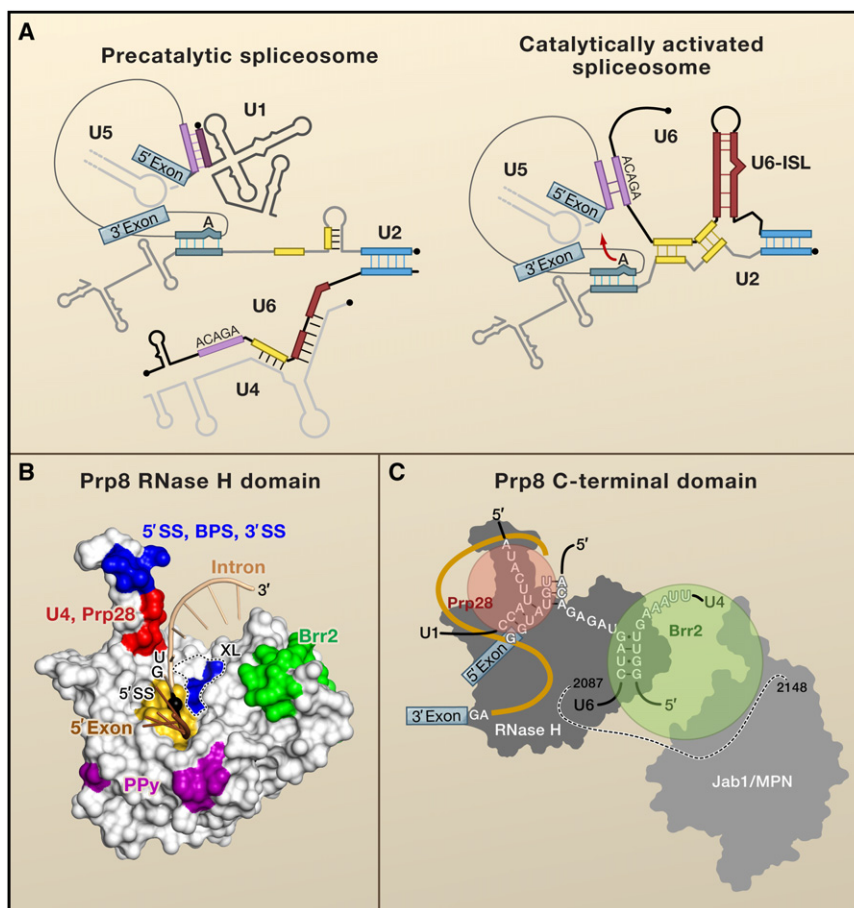 A
Precatalytic spliceosome
Catalytically activated
spliceosome
U1
U5
5′Exon
3′Exon
A
U2
U6
ACAGA
U4
U6
U6-ISL
U5
ACAGA
5′Exon
3′Exon
A
U2
B
Prp8 RNase H domain
5′SS, BPS, 3′SS
Intron
3′
U4, Prp28
Brr2
XL
U
G
5′SS
5′Exon
PPy
C
Prp8 C-terminal domain
5′
5′
Prp28
U1
5′Exon
3′Exon
GA
RNase H
Brr2
U4
2087
2148
U6
5′
Jab1/MPN